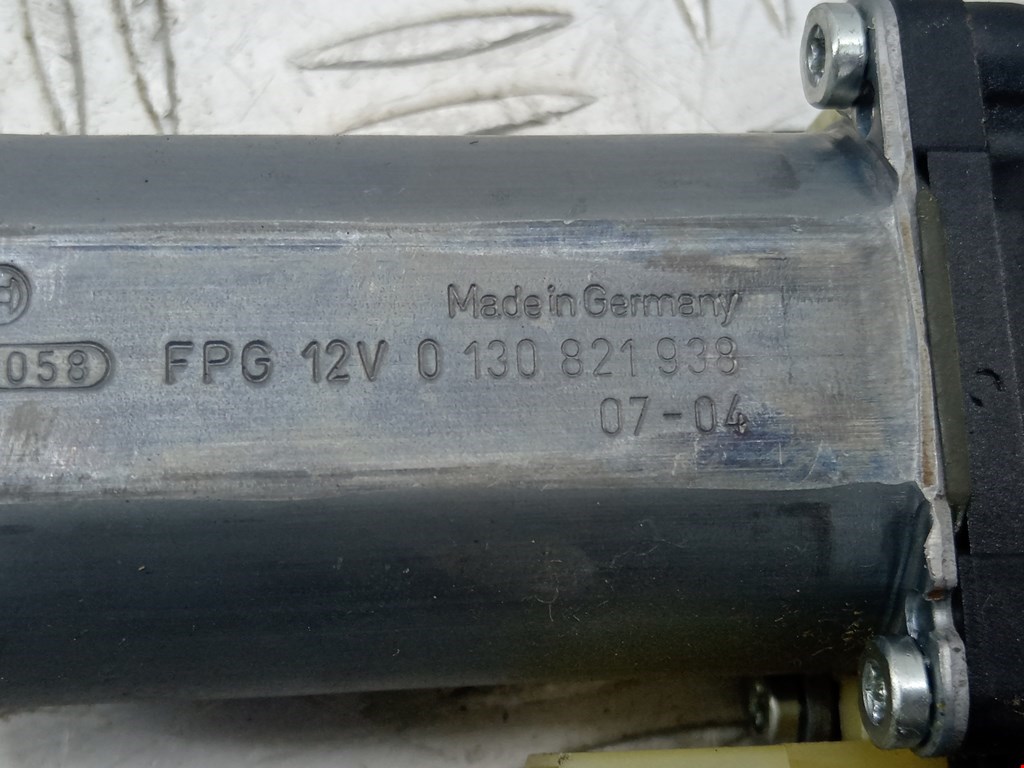 Made in Germany
058 FPG 12V 0 130 821 938
07-04